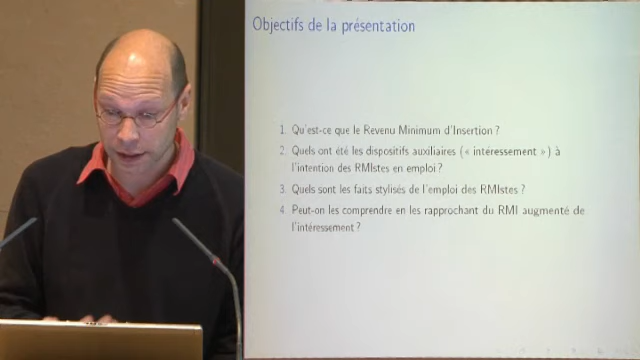 Objectifs de la présentation
1. Qu'est-ce que le Revenu Minimum d'Insertion ?
2. Quels ont été les dispositifs auxiliaires (« intéressement ») à
l'intention des RMIstes en emploi ?
3. Quels sont les faits stylisés de l'emploi des RMIstes ?
4. Peut-on les comprendre en les rapprochant du RMI augmenté de
l'intéressement ?